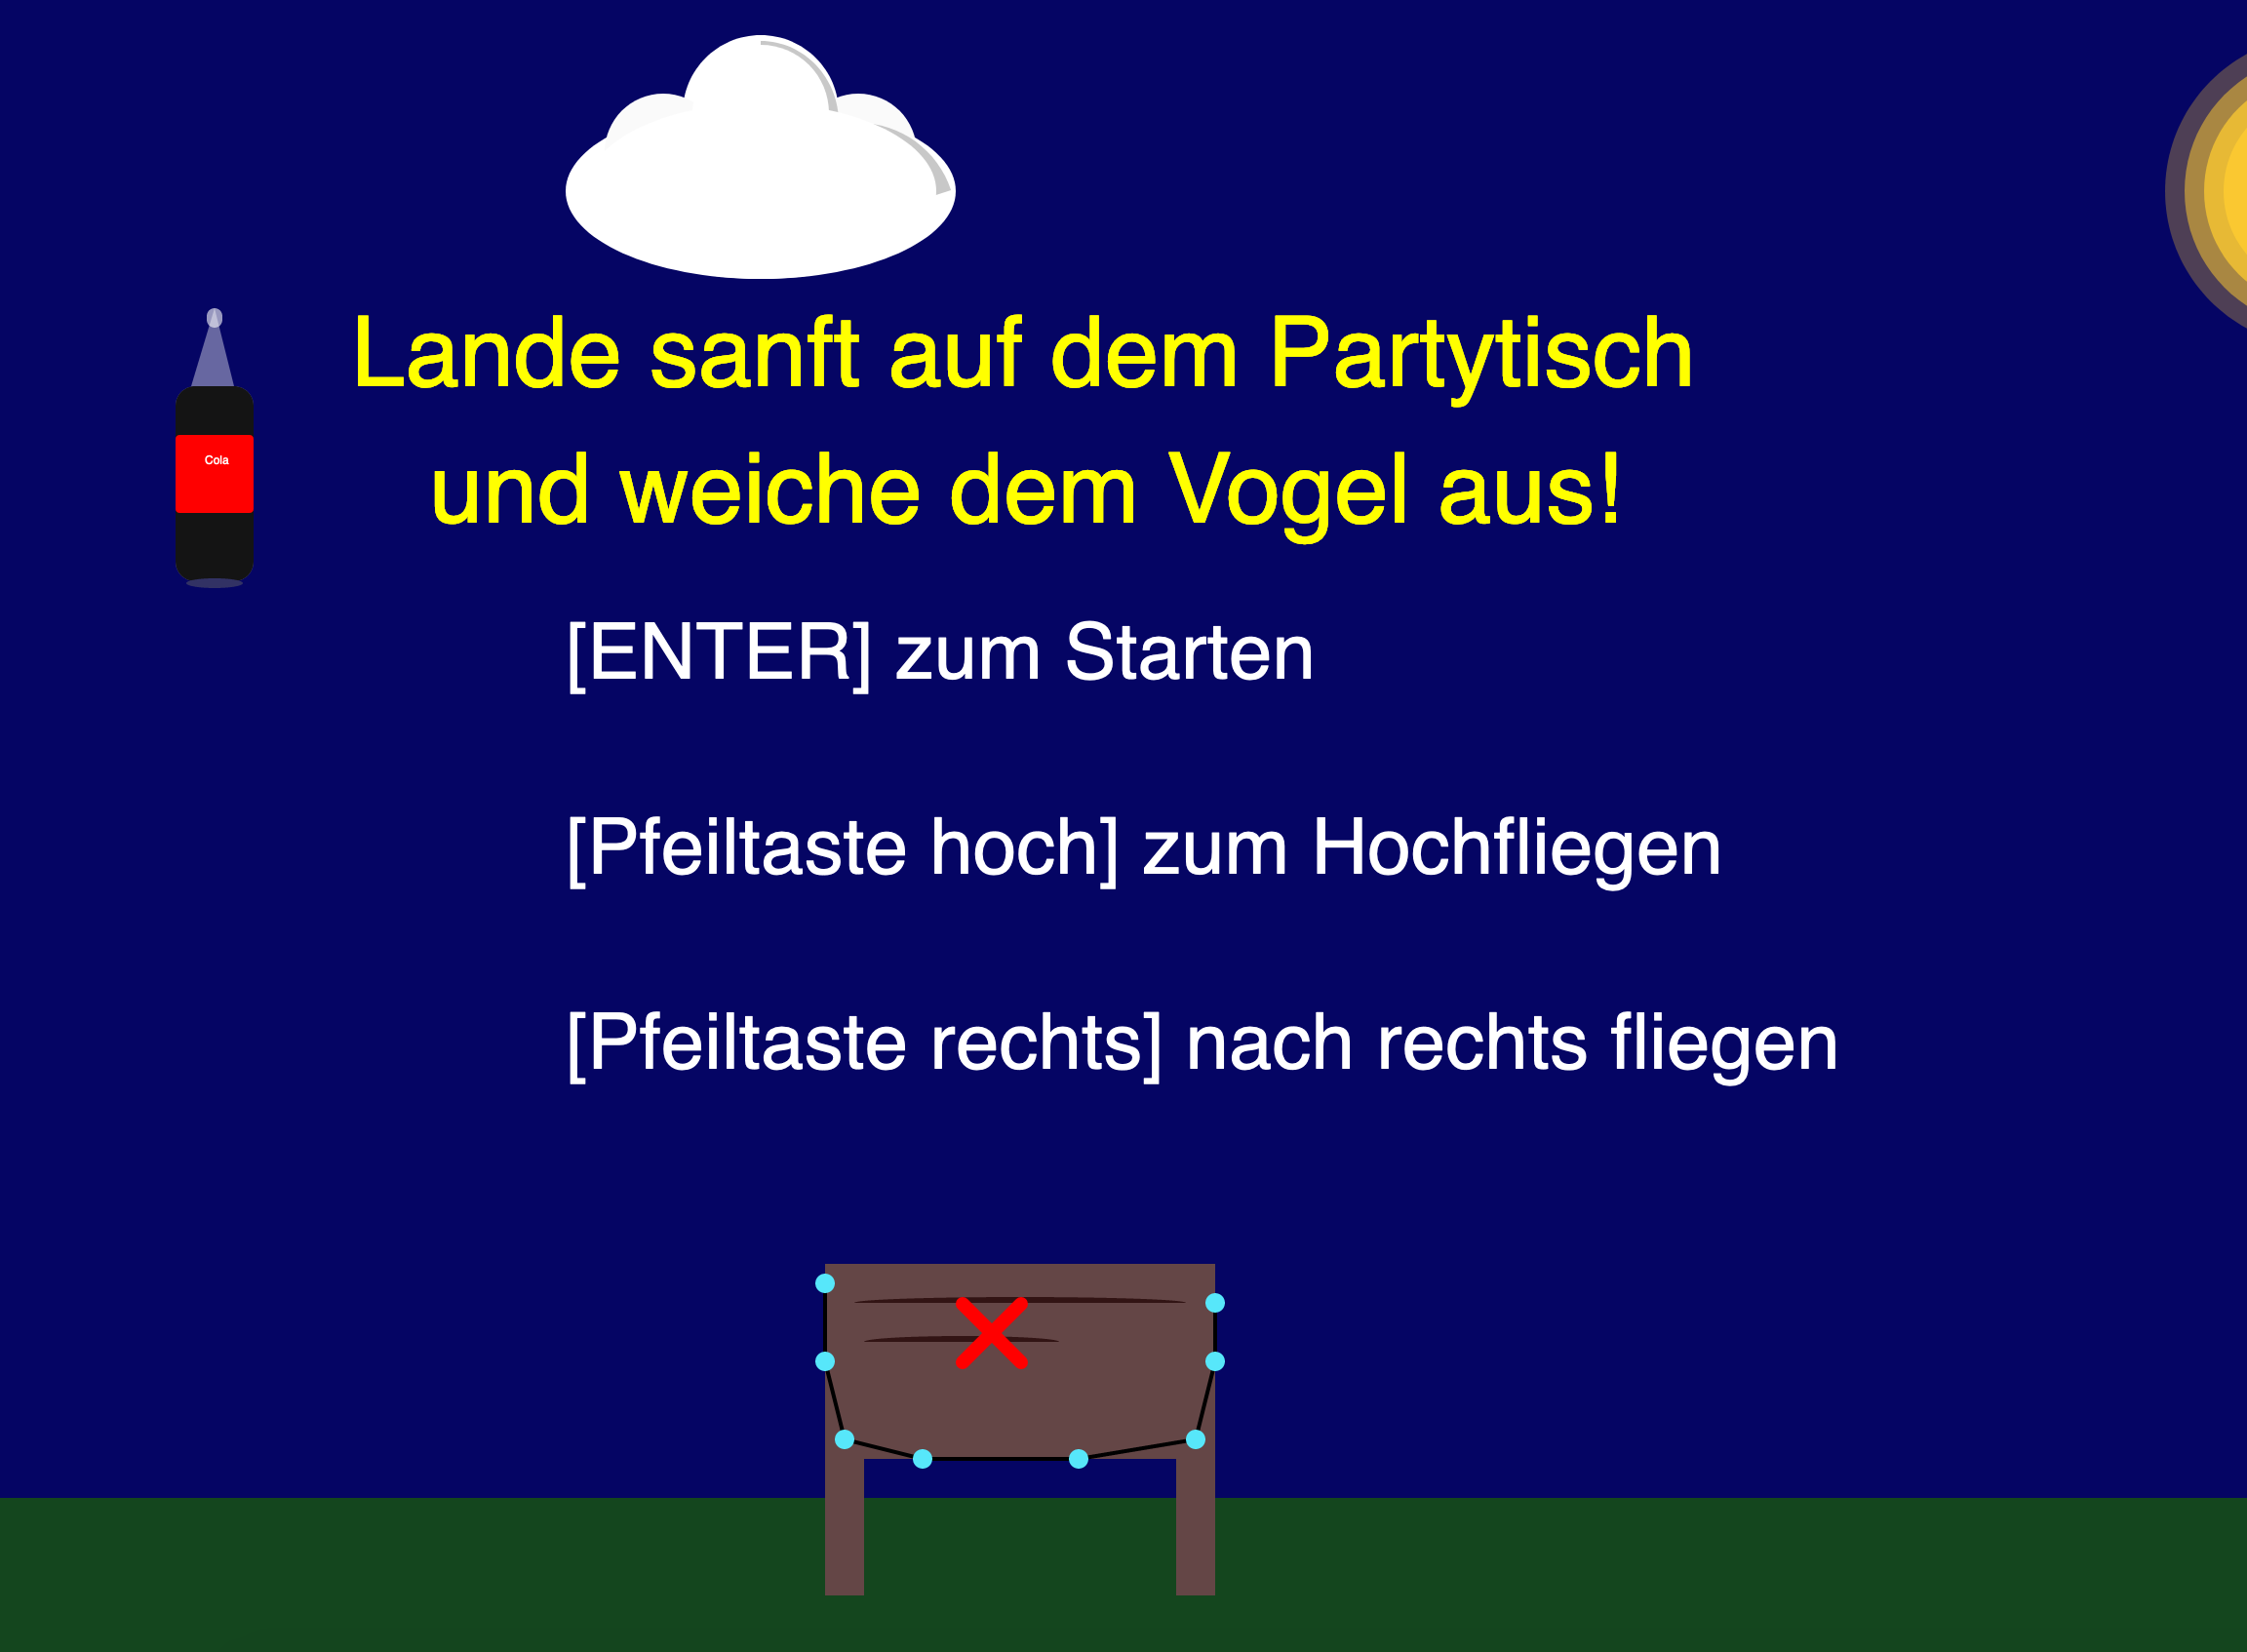 Lande sanft auf dem Partytisch
und weiche dem Vogel aus!
Cola
[ENTER] zum Starten
[Pfeiltaste hoch] zum Hochfliegen
[Pfeiltaste rechts] nach rechts fliegen